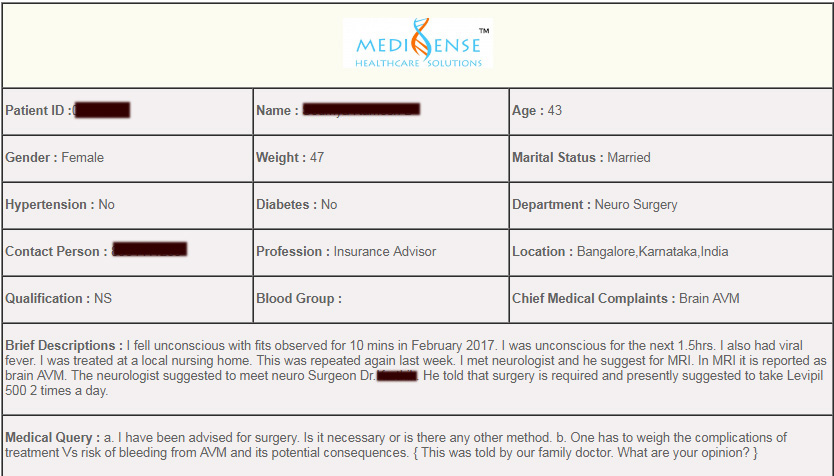 MEDISENSE™
HEALTHCARE SOLUTIONS
Patient ID :
Name :
Age : 43
Gender : Female
Weight : 47
Marital Status : Married
Hypertension : No
Diabetes : No
Department : Neuro Surgery
Contact Person :
Profession : Insurance Advisor
Location : Bangalore,Karnataka,India
Qualification : NS
Blood Group :
Chief Medical Complaints : Brain AVM
Brief Descriptions : I fell unconscious with fits observed for 10 mins in February 2017. I was unconscious for the next 1.5hrs. I also had viral
fever. I was treated at a local nursing home. This was repeated again last week. I met neurologist and he suggest for MRI. In MRI it is reported as
brain AVM. The neurologist suggested to meet neuro Surgeon Dr. He told that surgery is required and presently suggested to take Levipil
500 2 times a day.
Medical Query : a. I have been advised for surgery. Is it necessary or is there any other method. b. One has to weigh the complications of
treatment Vs risk of bleeding from AVM and its potential consequences. { This was told by our family doctor. What are your opinion? }